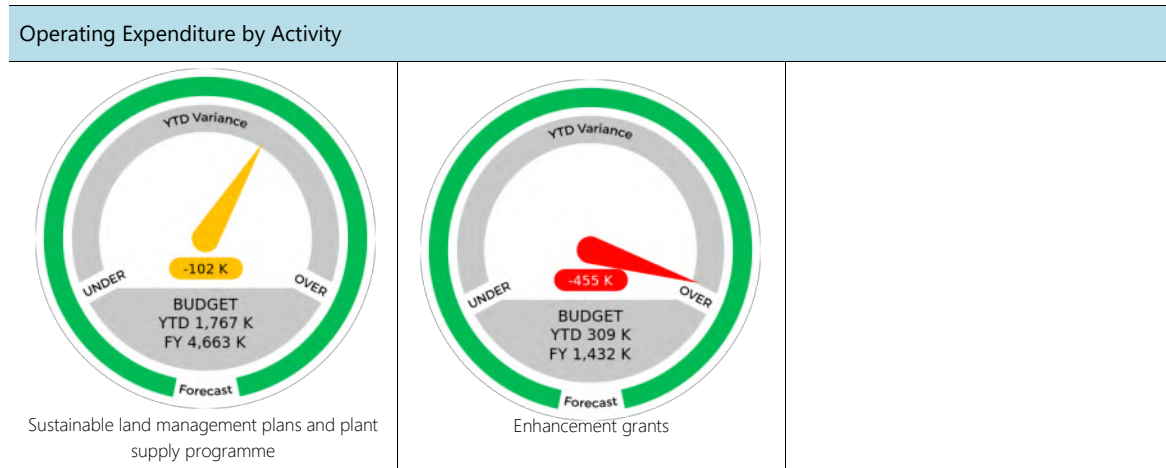 Operating Expenditure by Activity
YTD Variance
-102 K
UNDER
OVER
BUDGET
YTD 1,767 K
FY 4,663 K
Forecast
Sustainable land management plans and plant
supply programme
YTD Variance
-455 K
UNDER
OVER
BUDGET
YTD 309 K
FY 1,432 K
Forecast
Enhancement grants